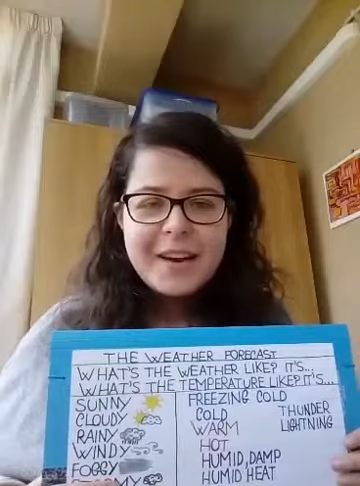 THE WEATHER FORECAST
WHAT'S THE WEATHER LIKE? IT'S...
WHAT'S THE TEMPERATURE LIKE? IT'S...
SUNNY
CLOUDY
RAINY
WINDY
FOGGY
FREEZING COLD
COLD
WARM
HOT
HUMID, DAMP
HUMID HEAT
THUNDER
LIGHTNING